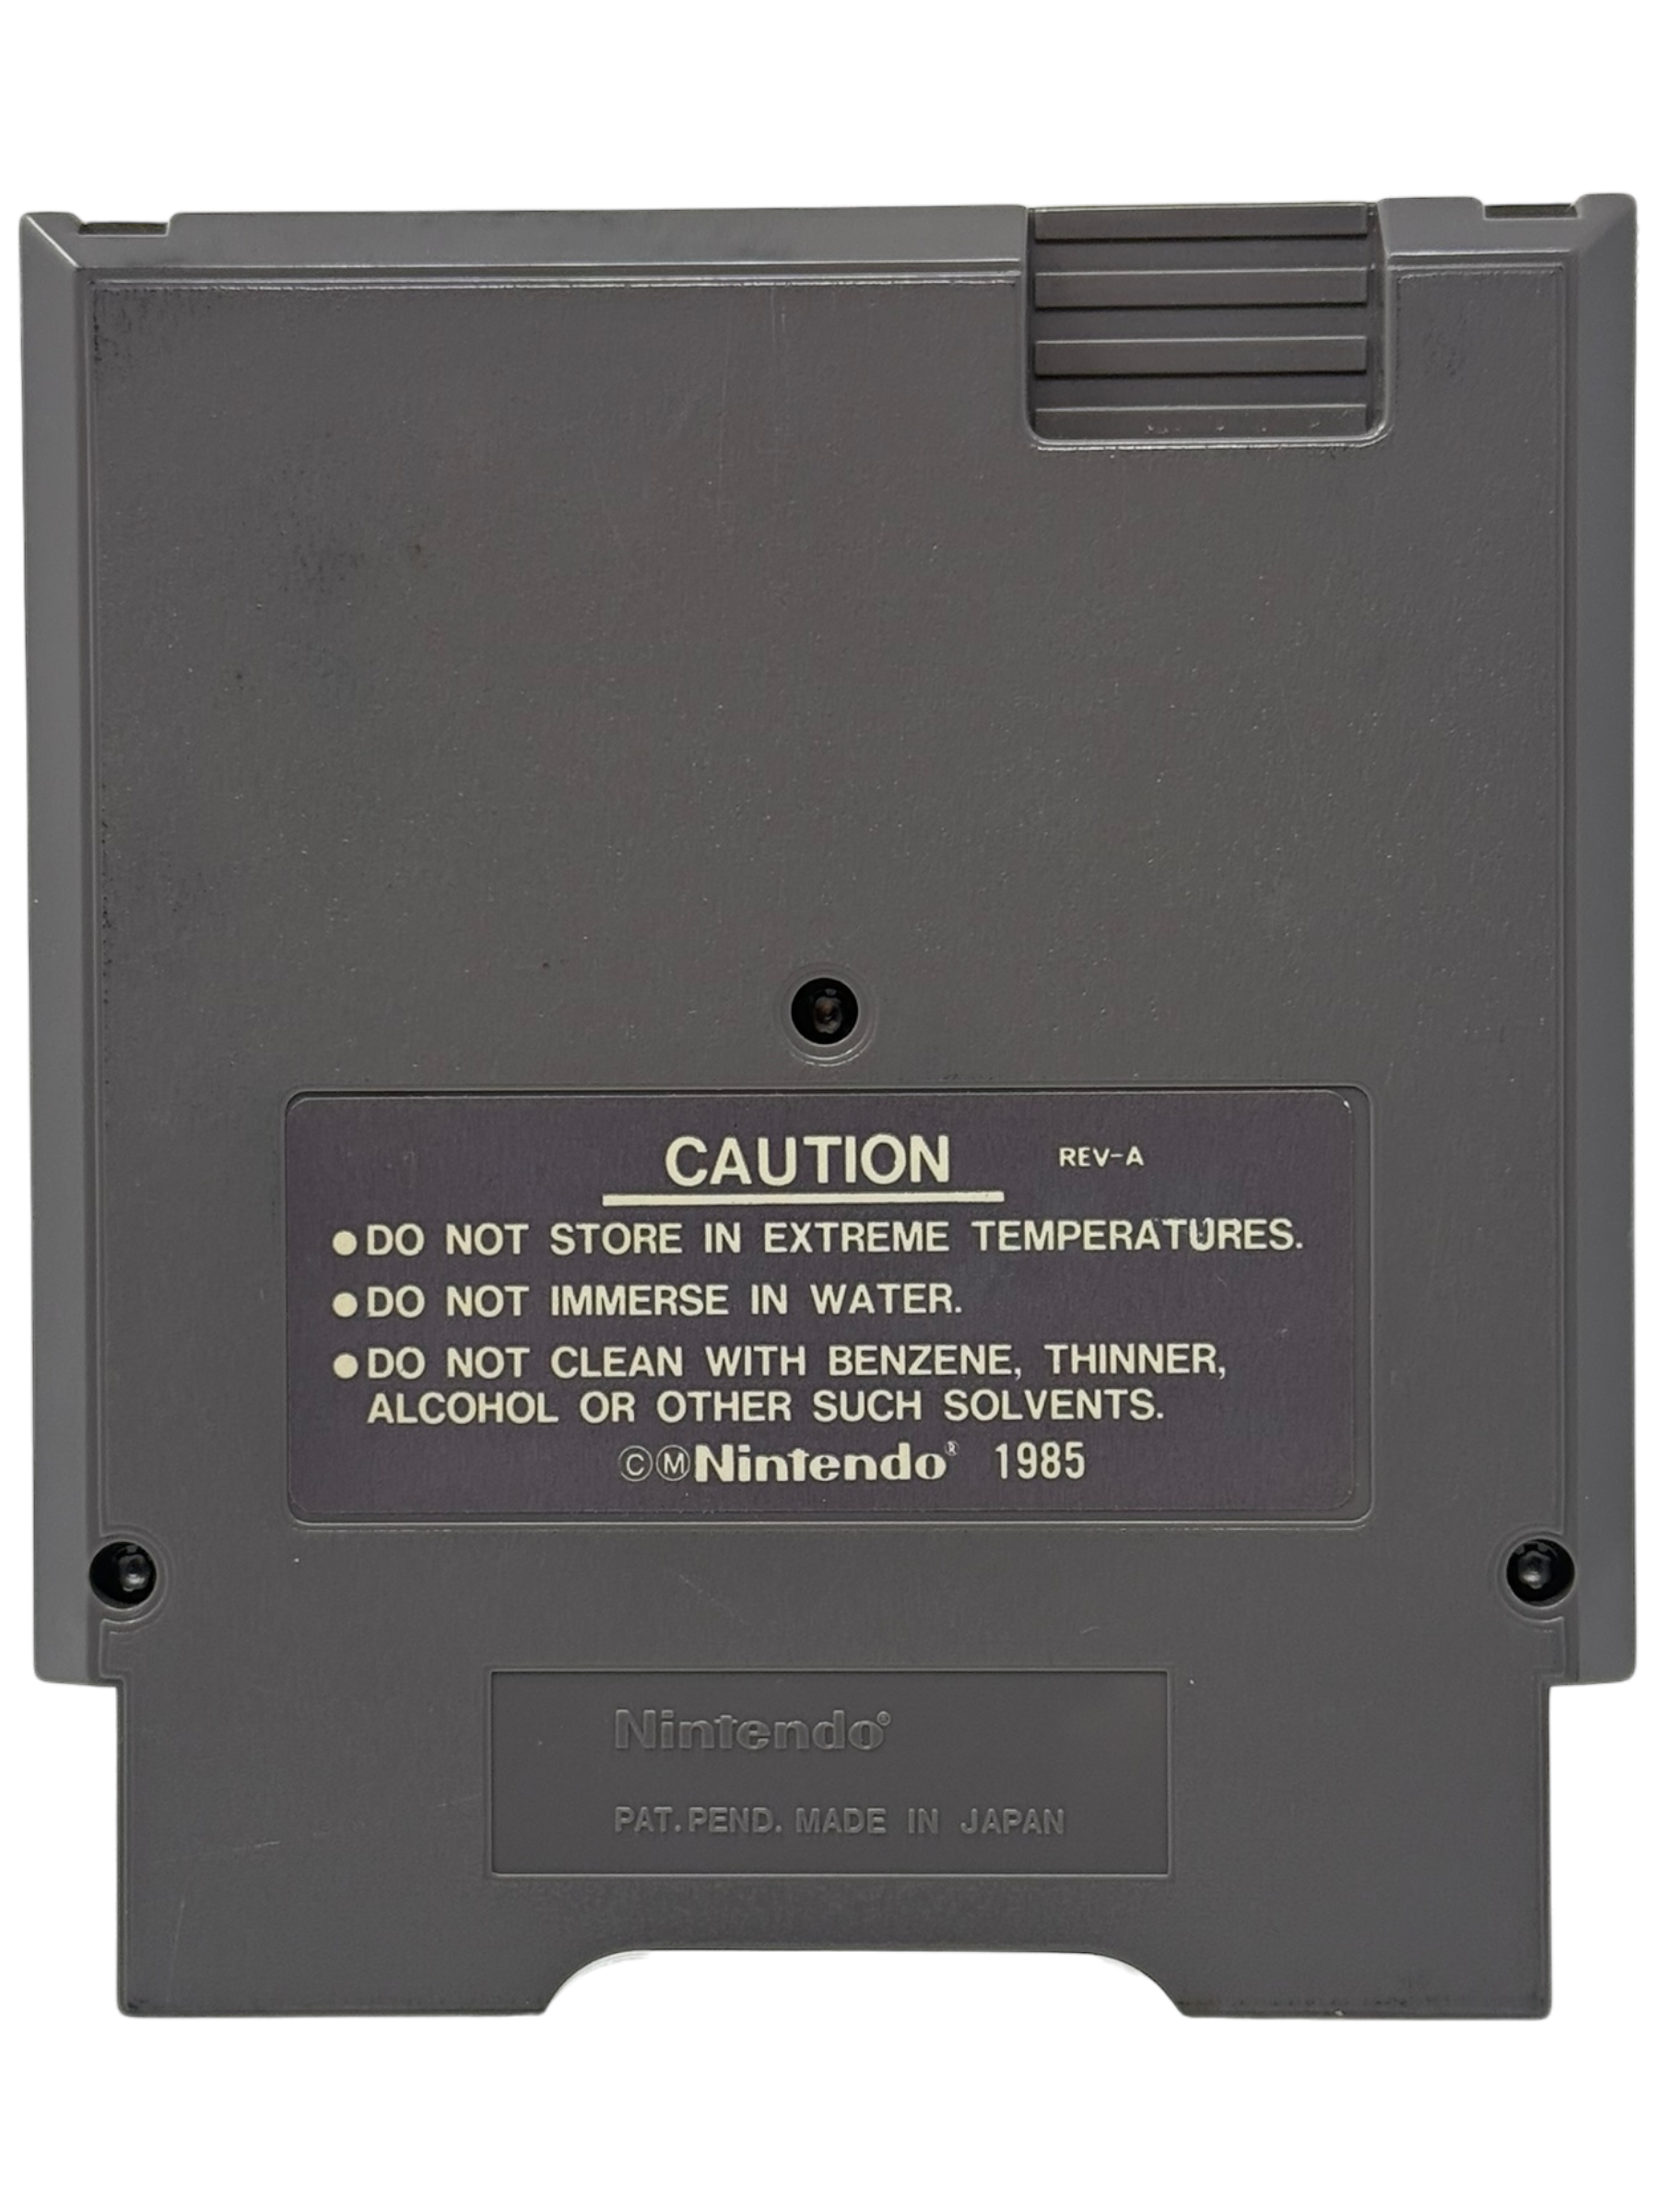 CAUTION REV-A
●DO NOT STORE IN EXTREME TEMPERATURES.
●DO NOT IMMERSE IN WATER.
●DO NOT CLEAN WITH BENZENE, THINNER,
ALCOHOL OR OTHER SUCH SOLVENTS.
ⒸⓂNintendo® 1985
Nintendo®
PAT.PEND. MADE IN JAPAN